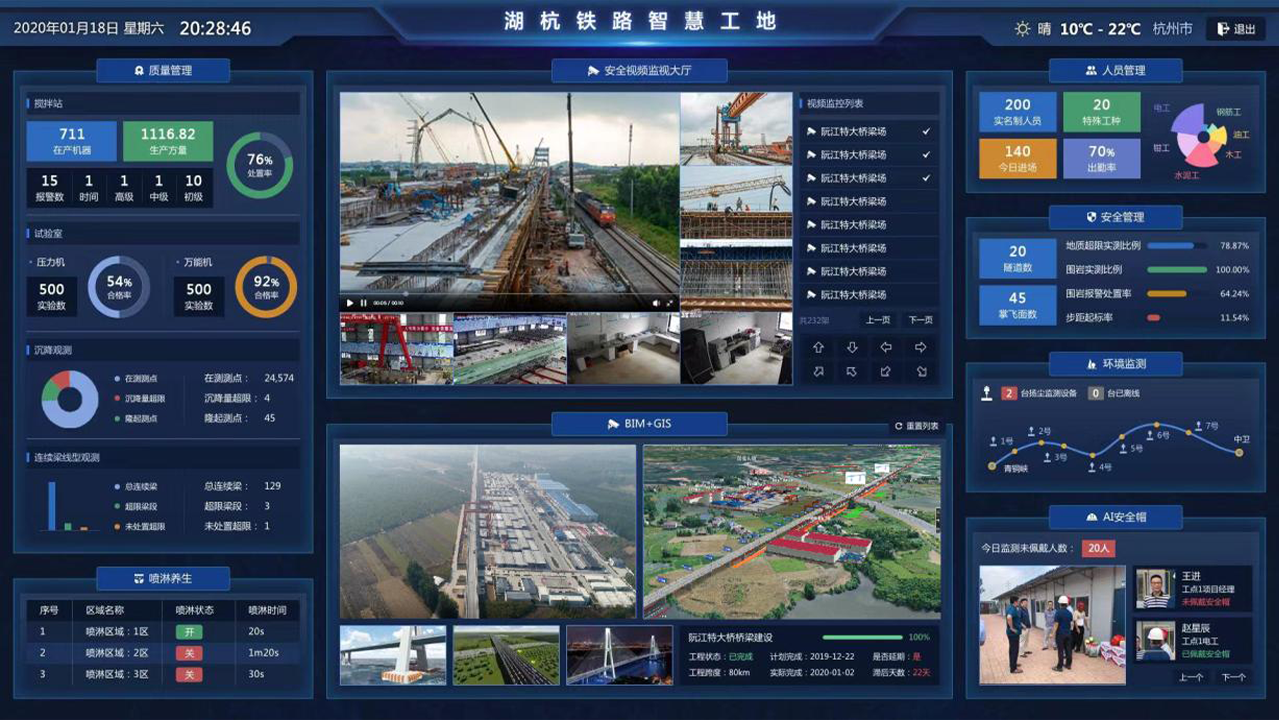 2020年01月18日 星期六 20:28:46
湖杭铁路智慧工地
晴 10℃ - 22℃ 杭州市 退出
质量管理
搅拌站
711 1116.82
在产机器 生产方量
76%
处置率
15 1 1 1 10
报警数 时间 高级 中级 初级
试验室
压力机 万能机
500 54% 500 92%
实验数 合格率 实验数 合格率
沉降观测
在测测点 在测测点： 24,574
沉降量超限 沉降量超限： 4
隆起测点 隆起测点： 45
连续梁线型观测
总连续梁 总连续梁： 129
超限梁段 超限梁段： 3
未处置超限 未处置超限： 1
喷淋养生
序号 区域名称 喷淋状态 喷淋时间
1 喷淋区域：1区 开 20s
2 喷淋区域：2区 关 1m20s
3 喷淋区域：3区 关 30s
安全视频监视大厅
视频监控列表
阮江特大桥梁场
阮江特大桥梁场
阮江特大桥梁场
阮江特大桥梁场
阮江特大桥梁场
阮江特大桥梁场
阮江特大桥梁场
阮江特大桥梁场
上一页 下一页
BIM+GIS
重置列表
阮江特大桥桥梁建设 100%
工程状态：已完成 计划完成：2019-12-22 是否延期：是
工程跨度：80km 实际完成：2020-01-02 滞后天数：22天
人员管理
200 20
实名制人员 特殊工种
140 70%
今日进场 出勤率
电工 钢筋工
油工
钳工 木工
水泥工
安全管理
20
隧道数
45
掌飞面数
地质超限实测比例 78.87%
围岩实测比例 100.00%
围岩报警处置率 64.24%
步距起标率 11.54%
环境监测
2 台扬尘监测设备 0 台已离线
1号 2号 3号 4号 5号 6号 7号
青铜峡 中卫
AI安全帽
今日监测未佩戴人数： 20人
王进
工点1项目经理
未佩戴安全帽
赵星辰
工点1电工
已佩戴安全帽
上一个 下一个